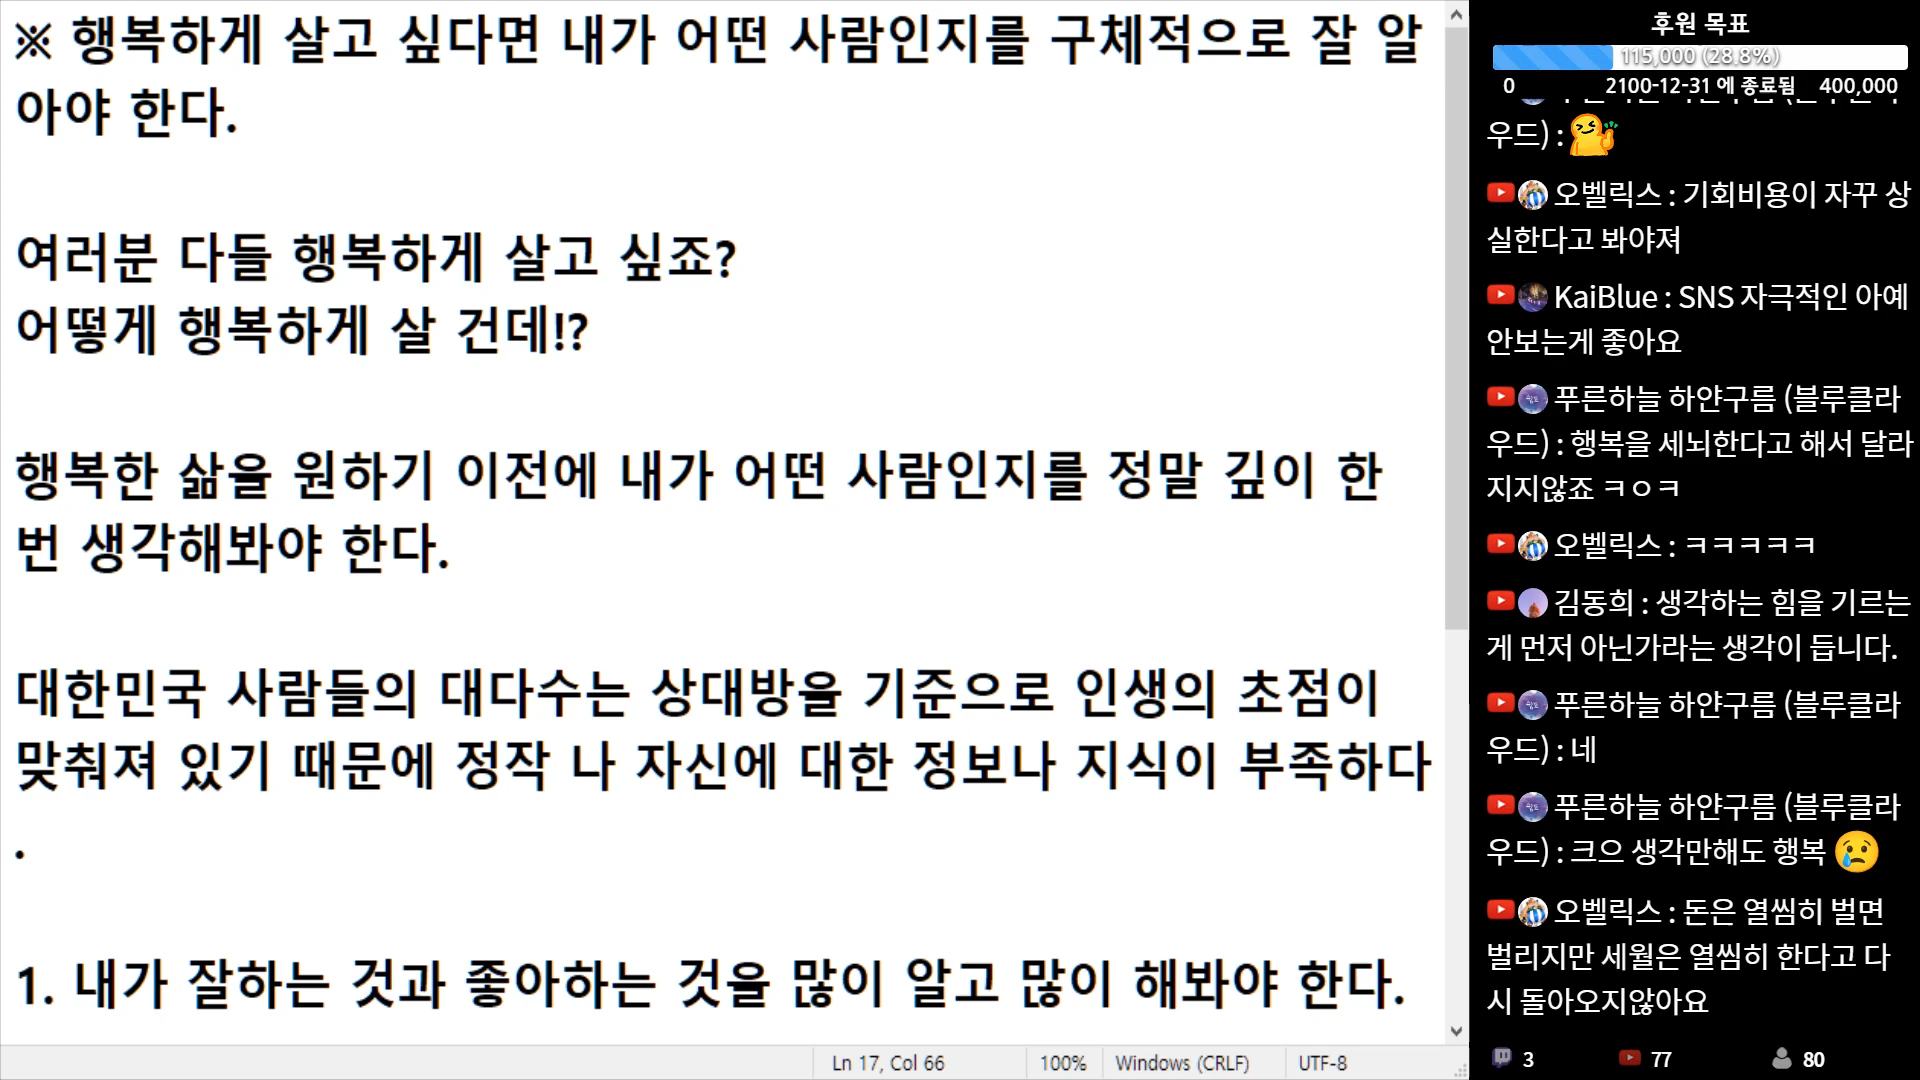 ※ 행복하게 살고 싶다면 내가 어떤 사람인지를 구체적으로 잘 알
아야 한다.
여러분 다들 행복하게 살고 싶죠?
어떻게 행복하게 살 건데!?
행복한 삶을 원하기 이전에 내가 어떤 사람인지를 정말 깊이 한
번 생각해봐야 한다.
대한민국 사람들의 대다수는 상대방을 기준으로 인생의 초점이
맞춰져 있기 때문에 정작 나 자신에 대한 정보나 지식이 부족하다
.
1. 내가 잘하는 것과 좋아하는 것을 많이 알고 많이 해봐야 한다.
Ln 17, Col 66
100%
Windows (CRLF)
UTF-8
후원 목표
115,000 (28.8%)
0 2100-12-31 에 종료됨 400,000
우드) :
오벨릭스 : 기회비용이 자꾸 상
실한다고 봐야져
KaiBlue : SNS 자극적인 아예
안보는게 좋아요
푸른하늘 하얀구름 (블루클라
우드) : 행복을 세뇌한다고 해서 달라
지지않죠 ㅋㅇㅋ
오벨릭스 : ㅋㅋㅋㅋㅋ
김동희 : 생각하는 힘을 기르는
게 먼저 아닌가라는 생각이 듭니다.
푸른하늘 하얀구름 (블루클라
우드) : 네
푸른하늘 하얀구름 (블루클라
우드) : 크으 생각만해도 행복 😢
오벨릭스 : 돈은 열씸히 벌면
벌리지만 세월은 열씸히 한다고 다
시 돌아오지않아요
3 77 80